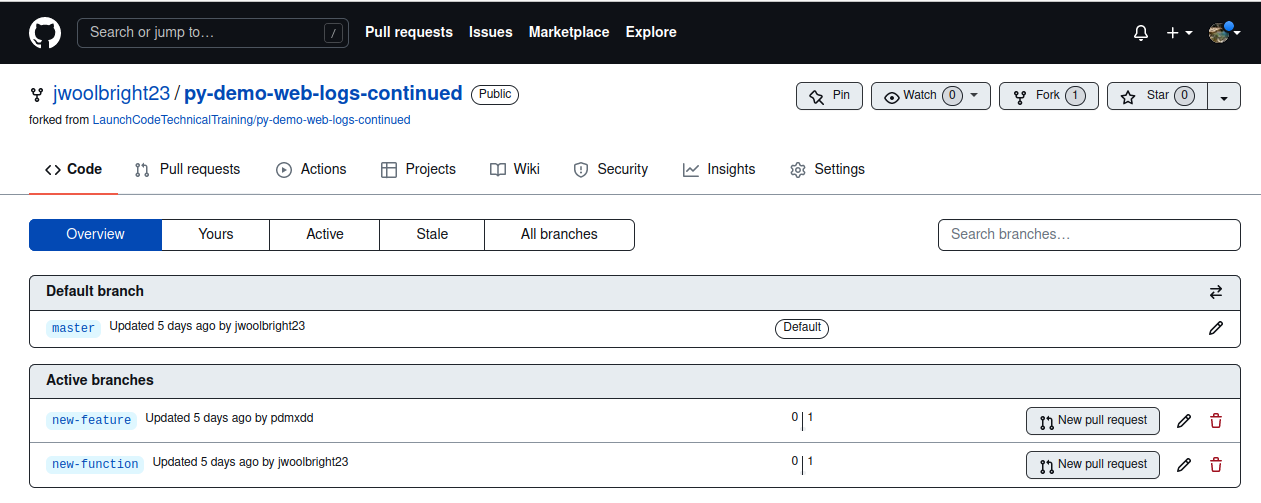 Search or jump to… / Pull requests Issues Marketplace Explore
jwoolbright23 / py-demo-web-logs-continued Public Pin Watch 0 Fork 1 Star 0
forked from LaunchCodeTechnicalTraining/py-demo-web-logs-continued
Code Pull requests Actions Projects Wiki Security Insights Settings
Overview Yours Active Stale All branches Search branches…
Default branch
master Updated 5 days ago by jwoolbright23 Default
Active branches
new-feature Updated 5 days ago by pdmxdd 0 1 New pull request
new-function Updated 5 days ago by jwoolbright23 0 1 New pull request